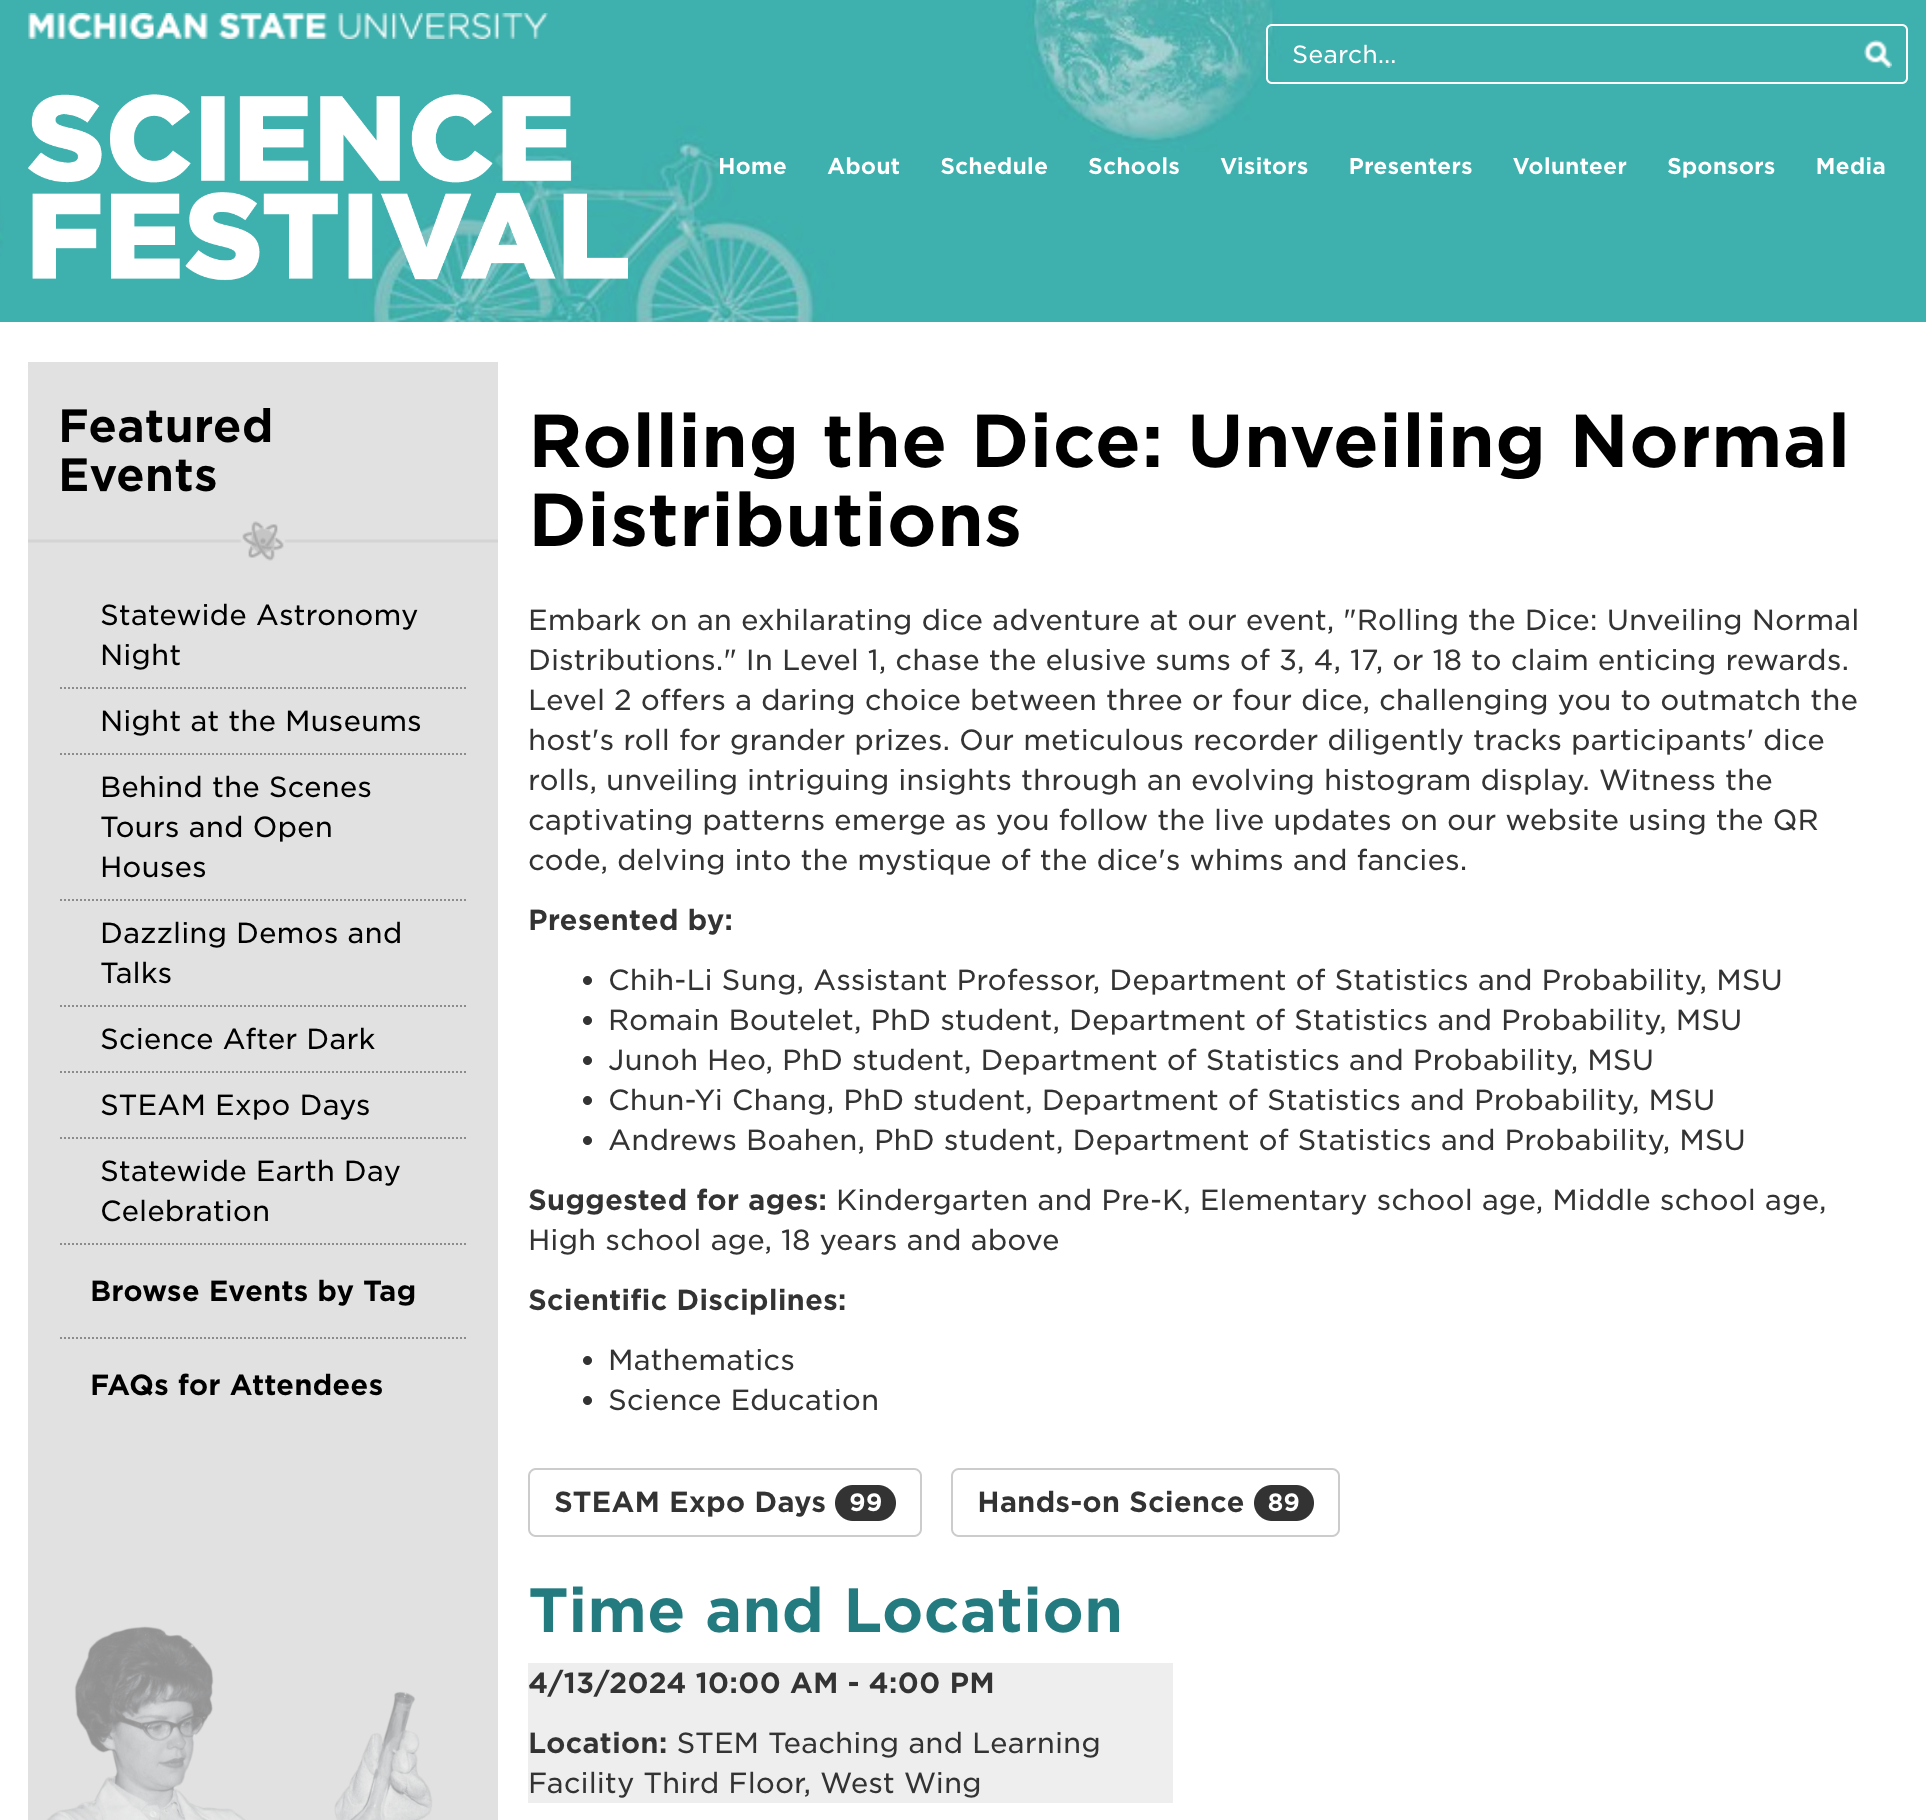 MICHIGAN STATE UNIVERSITY
Search...
SCIENCE
FESTIVAL
Home About Schedule Schools Visitors Presenters Volunteer Sponsors Media
Featured
Events
Statewide Astronomy
Night
Night at the Museums
Behind the Scenes
Tours and Open
Houses
Dazzling Demos and
Talks
Science After Dark
STEAM Expo Days
Statewide Earth Day
Celebration
Browse Events by Tag
FAQs for Attendees
Rolling the Dice: Unveiling Normal
Distributions
Embark on an exhilarating dice adventure at our event, "Rolling the Dice: Unveiling Normal
Distributions." In Level 1, chase the elusive sums of 3, 4, 17, or 18 to claim enticing rewards.
Level 2 offers a daring choice between three or four dice, challenging you to outmatch the
host's roll for grander prizes. Our meticulous recorder diligently tracks participants' dice
rolls, unveiling intriguing insights through an evolving histogram display. Witness the
captivating patterns emerge as you follow the live updates on our website using the QR
code, delving into the mystique of the dice's whims and fancies.
Presented by:
• Chih-Li Sung, Assistant Professor, Department of Statistics and Probability, MSU
• Romain Boutelet, PhD student, Department of Statistics and Probability, MSU
• Junoh Heo, PhD student, Department of Statistics and Probability, MSU
• Chun-Yi Chang, PhD student, Department of Statistics and Probability, MSU
• Andrews Boahen, PhD student, Department of Statistics and Probability, MSU
Suggested for ages: Kindergarten and Pre-K, Elementary school age, Middle school age,
High school age, 18 years and above
Scientific Disciplines:
• Mathematics
• Science Education
STEAM Expo Days 99 Hands-on Science 89
Time and Location
4/13/2024 10:00 AM - 4:00 PM
Location: STEM Teaching and Learning
Facility Third Floor, West Wing